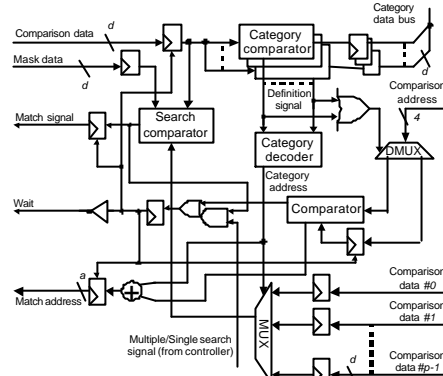 Category
data bus
Comparison data
d
Mask data
d
Category
comparator
d
Definition
signal
Comparison
address
4
Match signal
Search
comparator
Category
decoder
DMUX
Category
address
Wait
Comparator
a
Match address
Multiple/Single search
signal (from controller)
MUX
Comparison
data #0
Comparison
data #1
d
Comparison
data #p-1